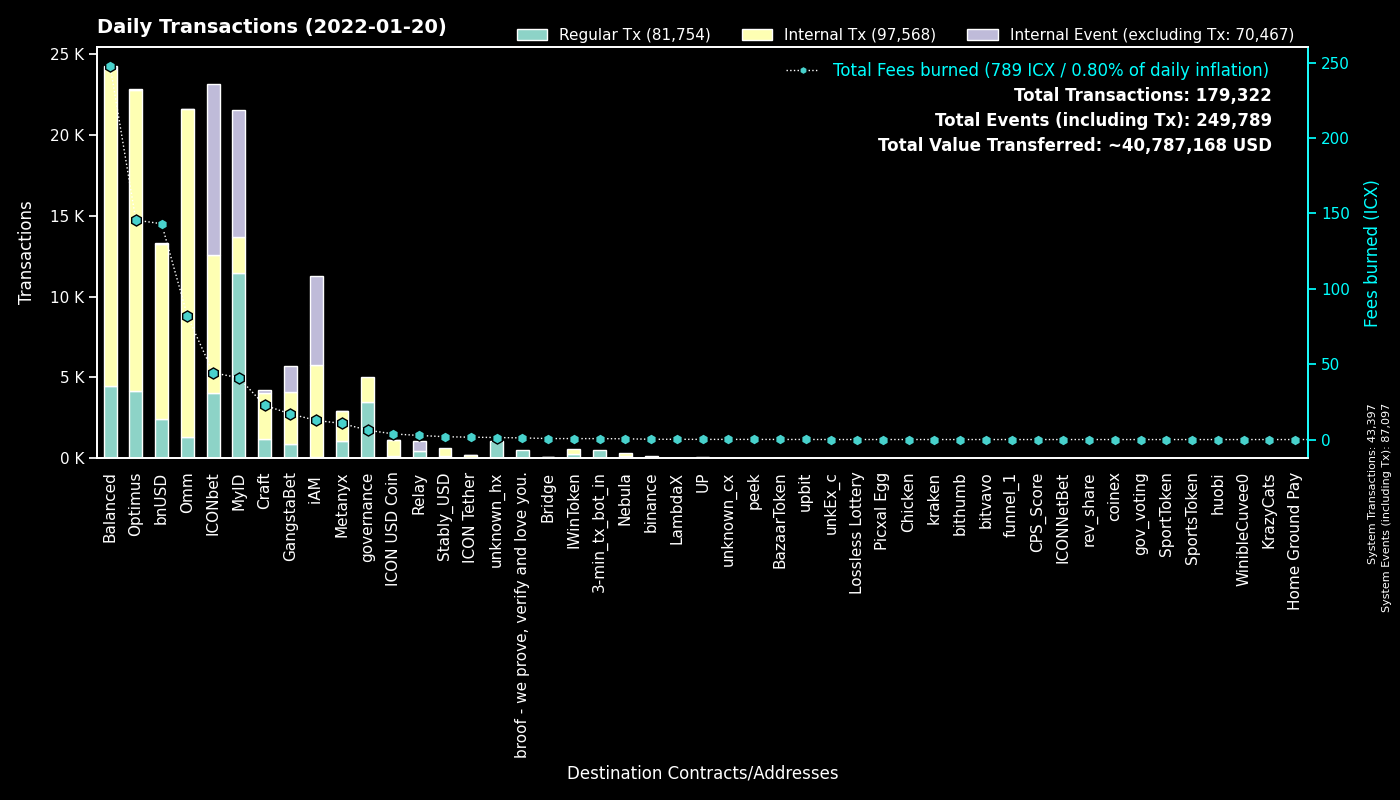 Daily Transactions (2022-01-20)
Regular Tx (81,754)
Internal Tx (97,568)
Internal Event (excluding Tx: 70,467)
Total Fees burned (789 ICX / 0.80% of daily inflation)
Total Transactions: 179,322
Total Events (including Tx): 249,789
Total Value Transferred: ~40,787,168 USD
Transactions
25 K
20 K
15 K
10 K
5 K
0 K
250
200
150
100
50
0
Fees burned (ICX)
System Transactions: 43,397
System Events (including Tx): 87,097
Balanced
Optimus
bnUSD
Omm
ICONbet
MyID
Craft
GangstaBet
iAM
Metanyx
governance
ICON USD Coin
Relay
Stably_USD
ICON Tether
unknown_hx
broof - we prove, verify and love you.
Bridge
IWinToken
3-min_tx_bot_in
Nebula
binance
LambdaX
UP
unknown_cx
peek
BazaarToken
upbit
unkEx_c
Lossless Lottery
Picxal Egg
Chicken
kraken
bithumb
bitvavo
funnel_1
CPS_Score
ICONNetBet
rev_share
coinex
gov_voting
SportToken
SportsToken
huobi
WinibleCuvee0
KrazyCats
Home Ground Pay
Destination Contracts/Addresses